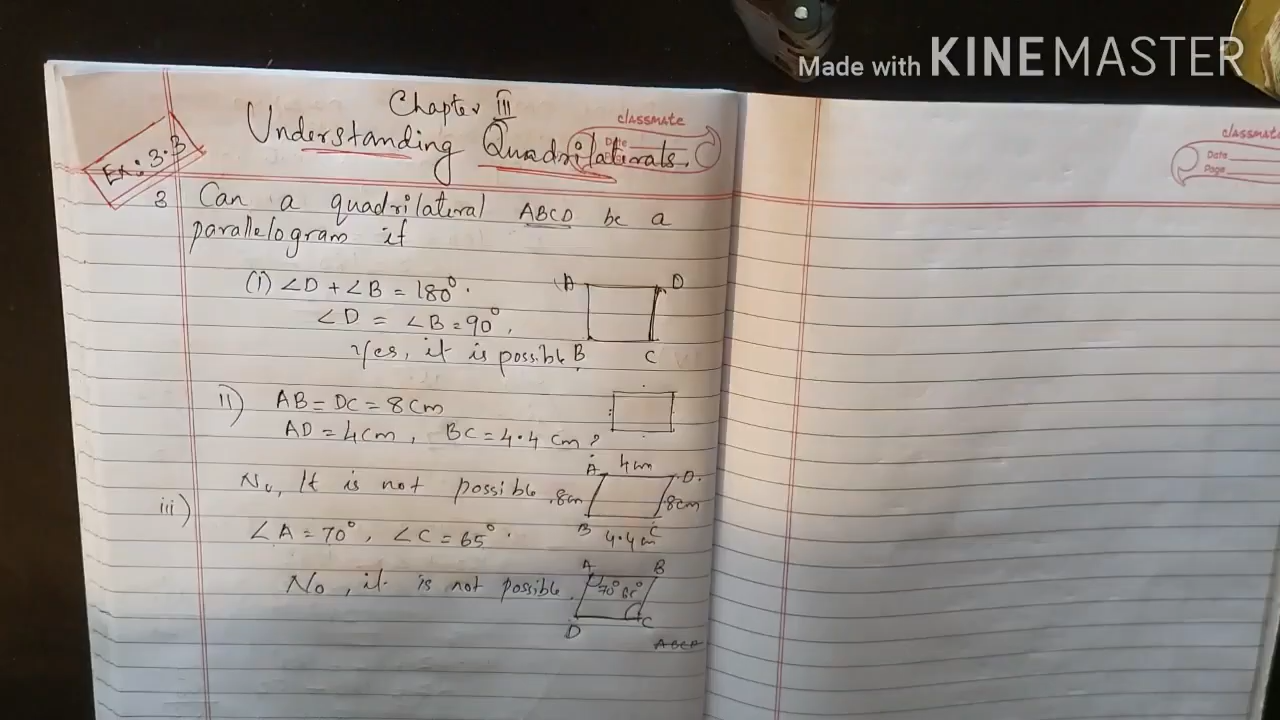 Made with KINEMASTER
Chapter III
classmate
Date
Understanding Quadrilaterals.
Ex: 3.3
classmate
Date
Page
3 Can a quadrilateral ABCD be a
parallelogram if
(i) ∠D + ∠B = 180°.
∠D = ∠B = 90°,
Yes, it is possible.
A D
B C
ii) AB = DC = 8cm
AD = 4cm, BC = 4.4 cm?
A 4cm D.
No, It is not possible. 8cm 8cm
B 4.4cm C
iii) ∠A = 70°, ∠C = 65°.
A B
No, it is not possible. 70° 65°
D C